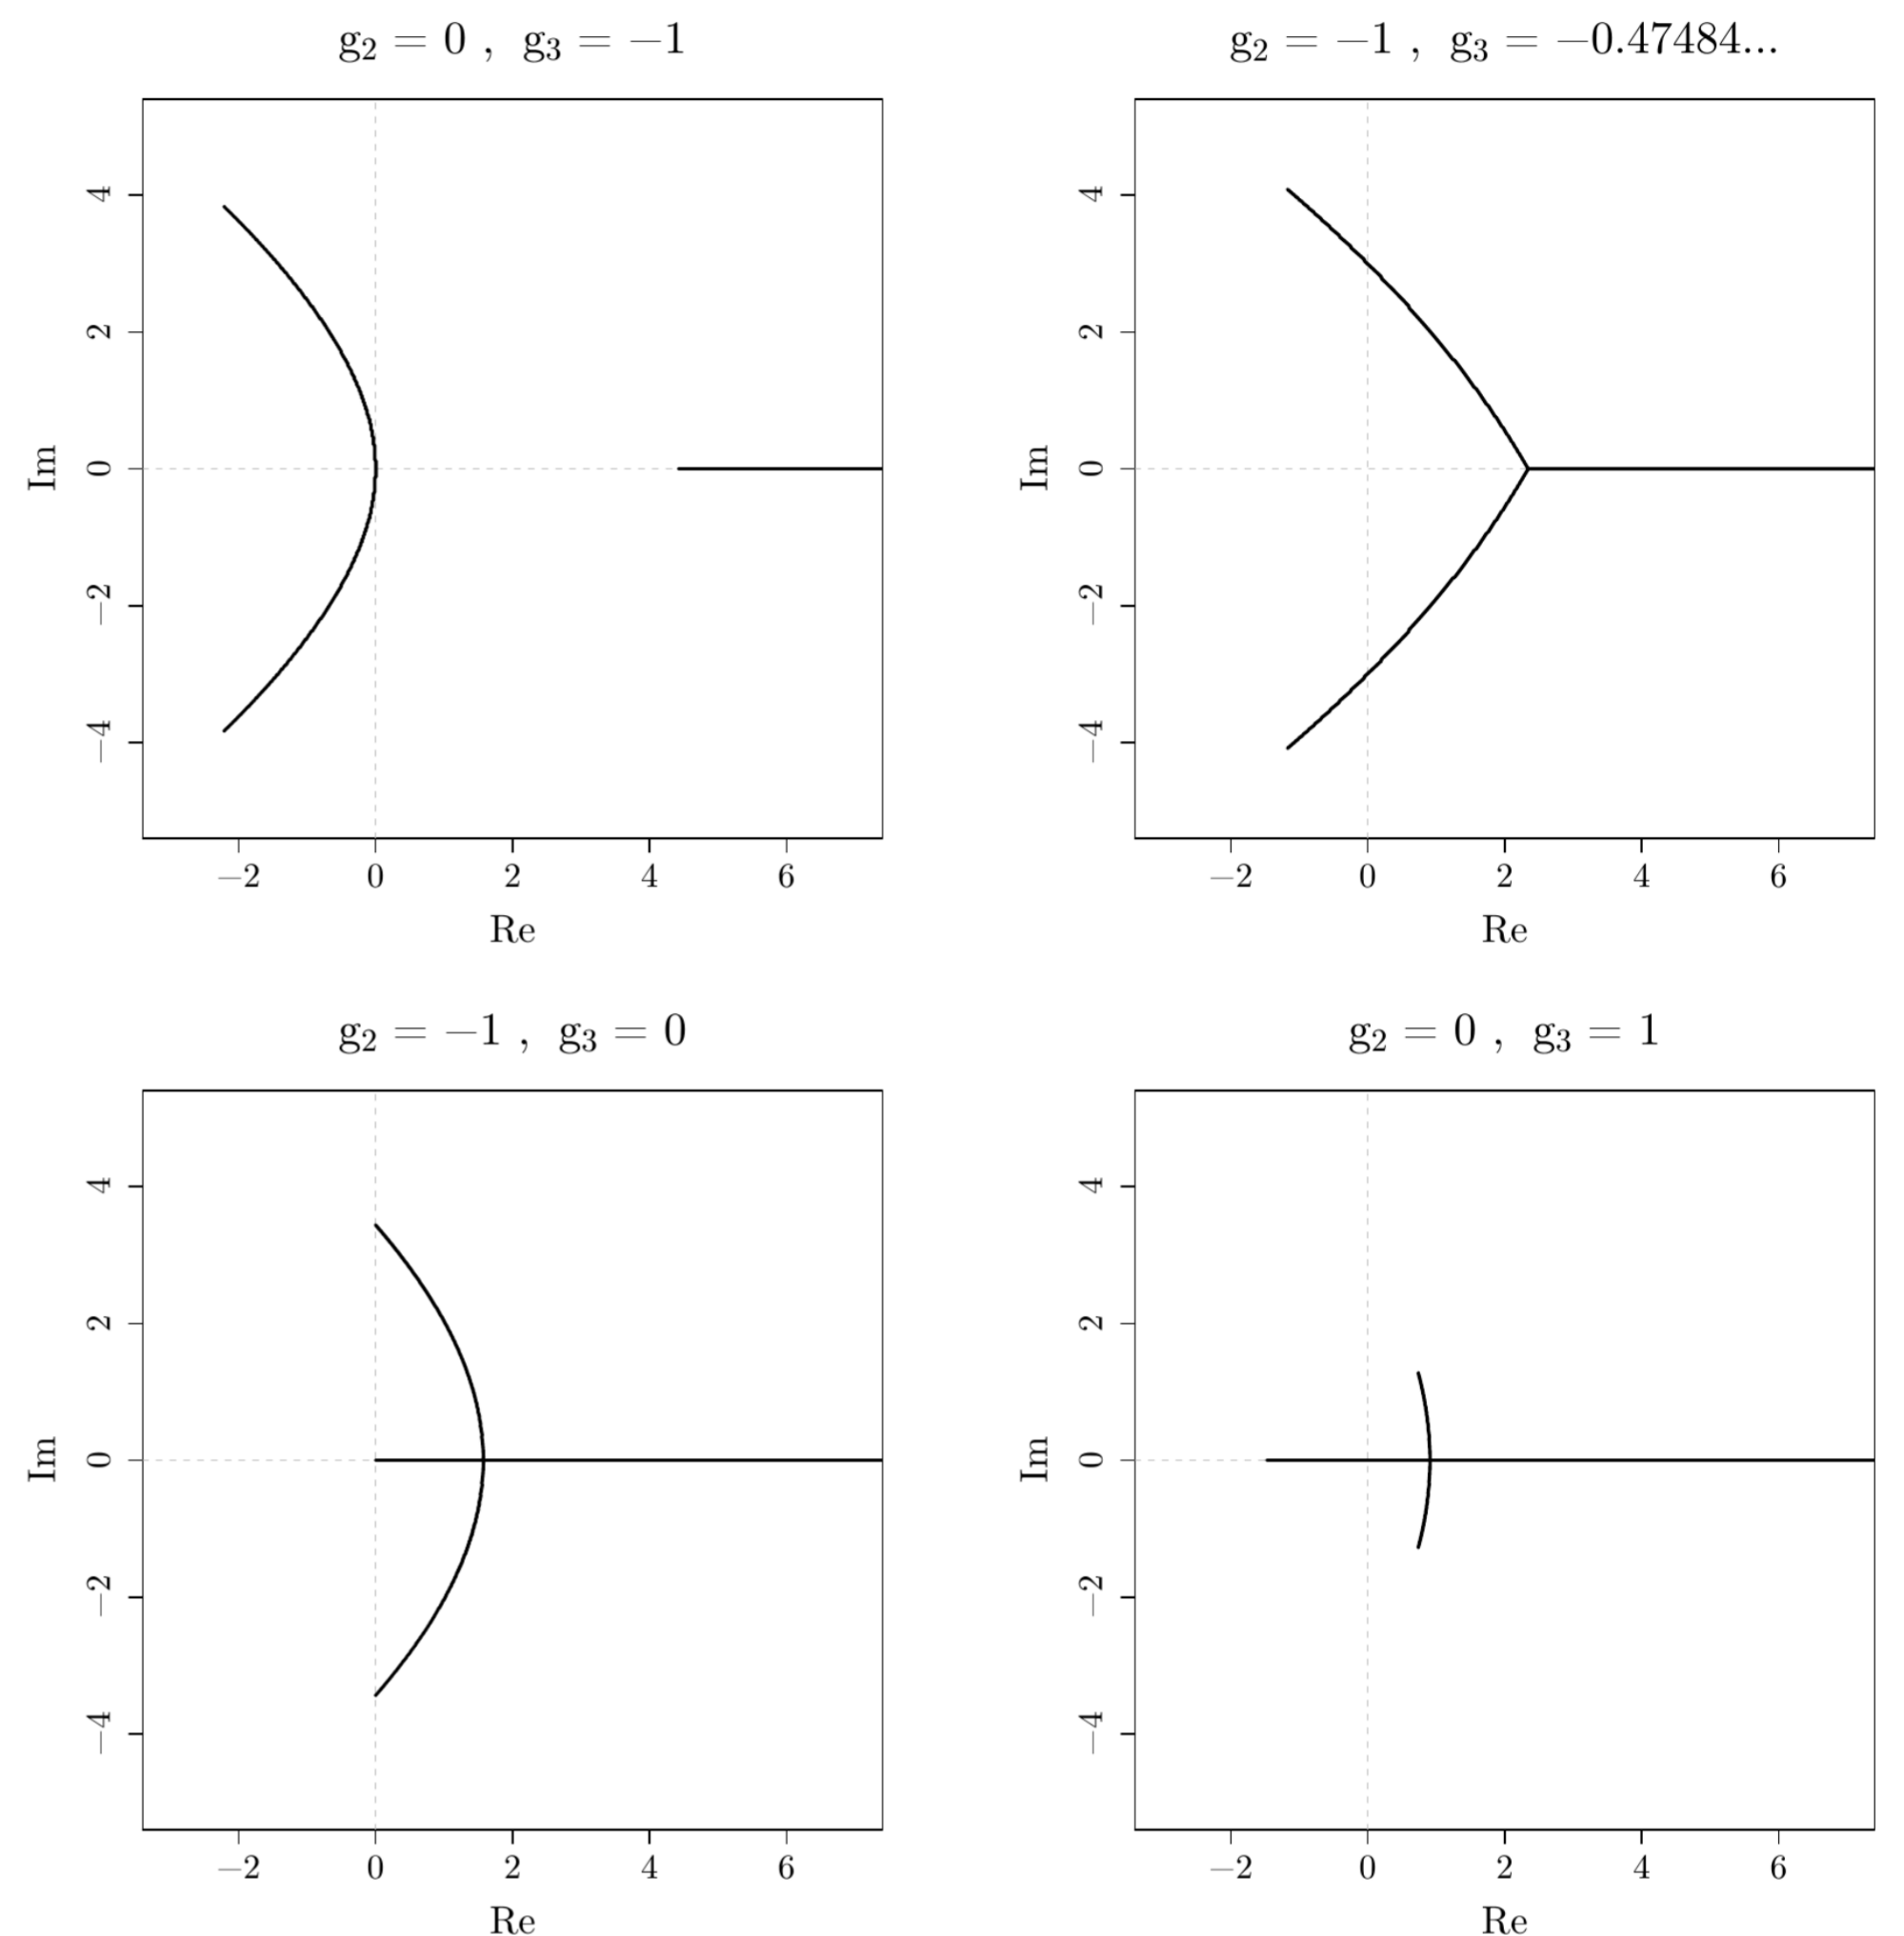 g₂ = 0 , g₃ = −1
4
2
0
−2
−4
Im
−2 0 2 4 6
Re
g₂ = −1 , g₃ = −0.47484...
4
2
0
−2
−4
Im
−2 0 2 4 6
Re
g₂ = −1 , g₃ = 0
4
2
0
−2
−4
Im
−2 0 2 4 6
Re
g₂ = 0 , g₃ = 1
4
2
0
−2
−4
Im
−2 0 2 4 6
Re